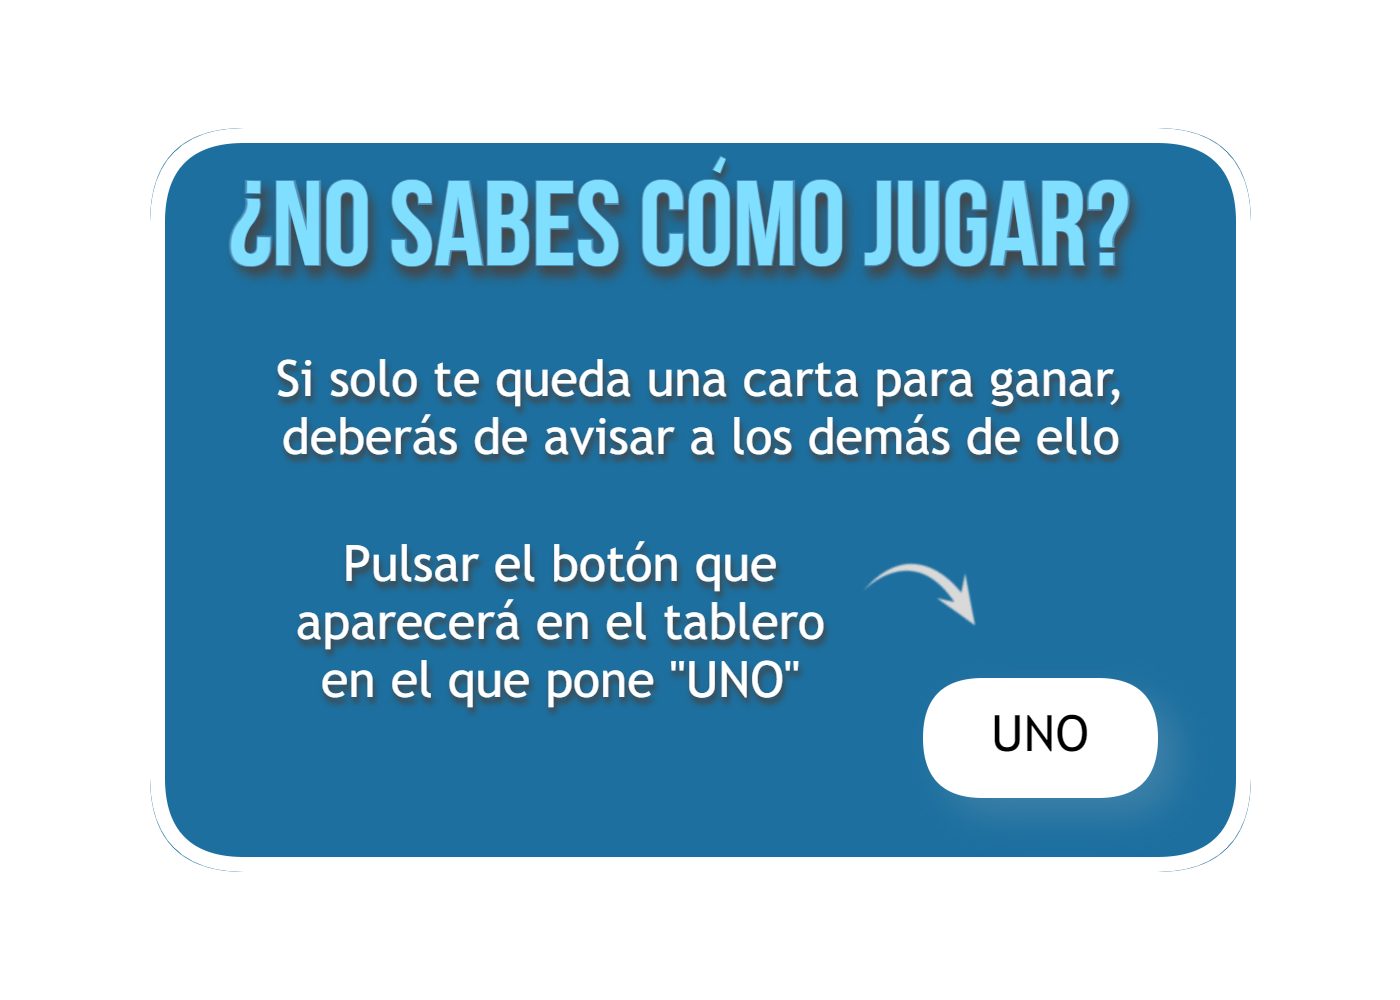 ¿NO SABES CÓMO JUGAR?
Si solo te queda una carta para ganar,
deberás de avisar a los demás de ello
Pulsar el botón que
aparecerá en el tablero
en el que pone "UNO"
UNO